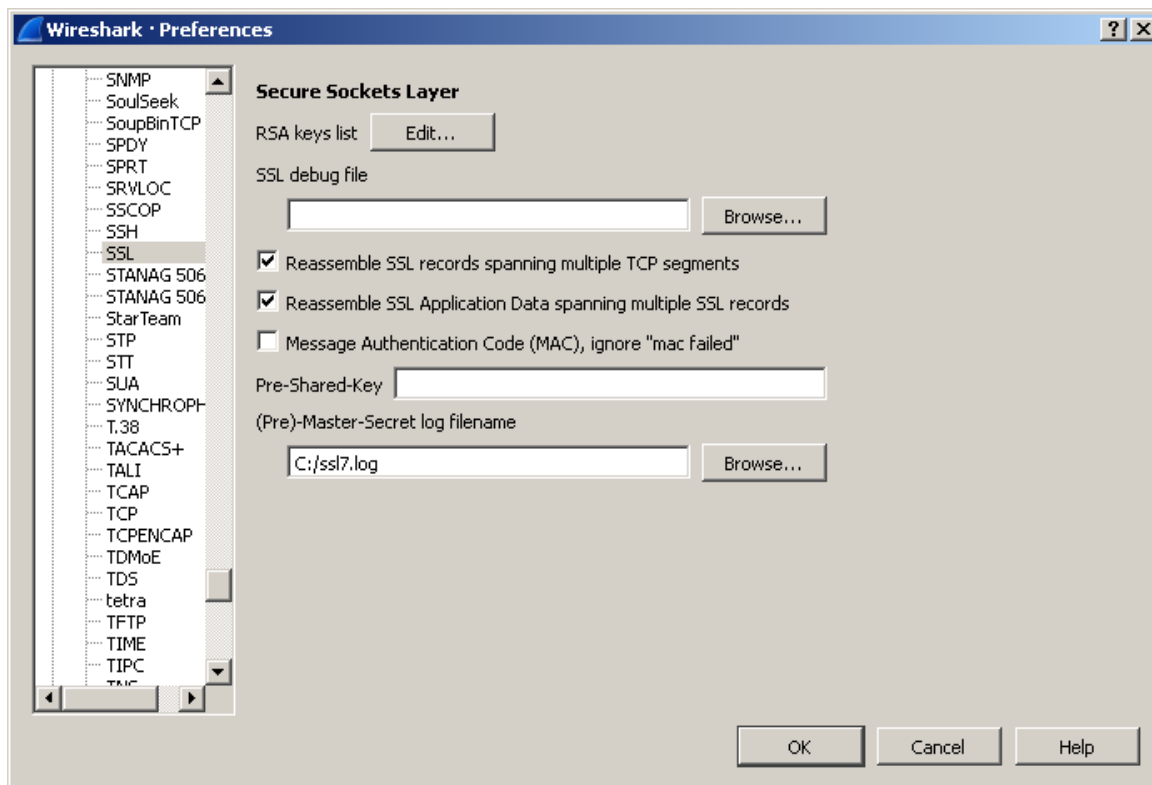 Wireshark · Preferences
SNMP
SoulSeek
SoupBinTCP
SPDY
SPRT
SRVLOC
SSCOP
SSH
SSL
STANAG 506
STANAG 506
StarTeam
STP
STT
SUA
SYNCHROPH
T.38
TACACS+
TALI
TCAP
TCP
TCPENCAP
TDMoE
TDS
tetra
TFTP
TIME
TIPC
Secure Sockets Layer
RSA keys list Edit...
SSL debug file
Browse...
Reassemble SSL records spanning multiple TCP segments
Reassemble SSL Application Data spanning multiple SSL records
Message Authentication Code (MAC), ignore "mac failed"
Pre-Shared-Key
(Pre)-Master-Secret log filename
C:/ssl7.log Browse...
OK Cancel Help